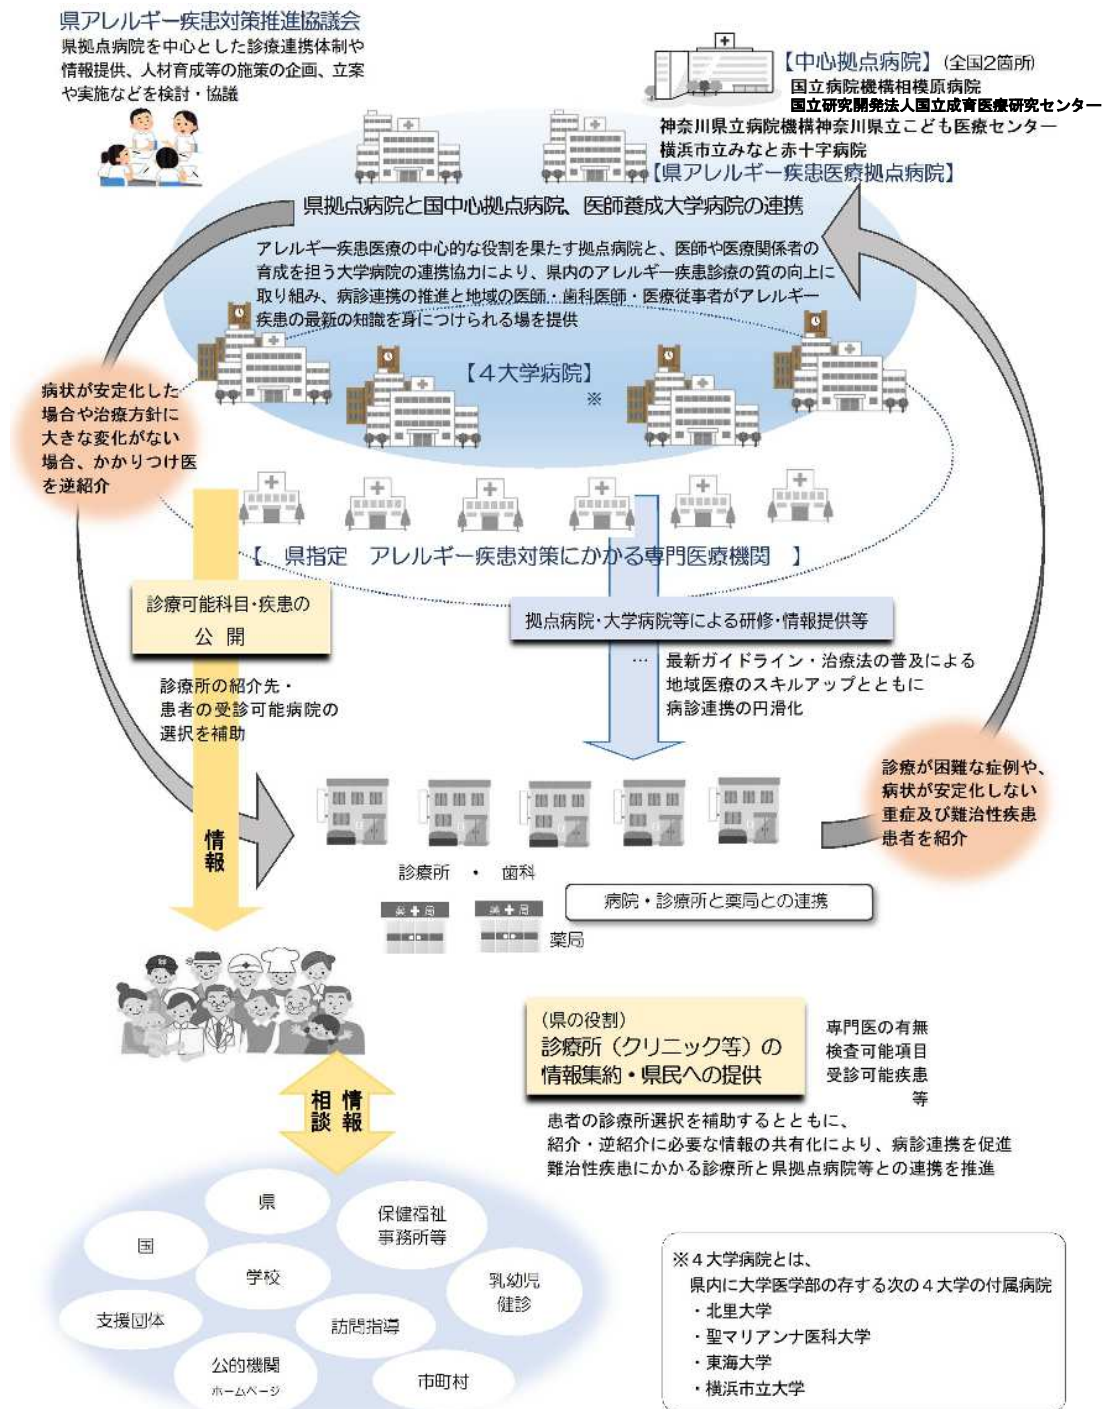 県アレルギー疾患対策推進協議会
県拠点病院を中心とした診療連携体制や
情報提供、人材育成等の施策の企画、立案
や実施などを検討・協議
【中心拠点病院】(全国2箇所)
国立病院機構相模原病院
国立研究開発法人国立成育医療研究センター
神奈川県立病院機構神奈川県立こども医療センター
横浜市立みなと赤十字病院
【県アレルギー疾患医療拠点病院】
県拠点病院と国中心拠点病院、医師養成大学病院の連携
アレルギー疾患医療の中心的な役割を果たす拠点病院と、医師や医療関係者の
育成を担う大学病院の連携協力により、県内のアレルギー疾患診療の質の向上に
取り組み、病診連携の推進と地域の医師・歯科医師・医療従事者がアレルギー
疾患の最新の知識を身につけられる場を提供
【4大学病院】
※
病状が安定化した
場合や治療方針に
大きな変化がない
場合、かかりつけ医
を逆紹介
【 県指定 アレルギー疾患対策にかかる専門医療機関 】
診療可能科目・疾患の
公 開
診療所の紹介先・
患者の受診可能病院の
選択を補助
拠点病院・大学病院等による研修・情報提供等
… 最新ガイドライン・治療法の普及による
地域医療のスキルアップとともに
病診連携の円滑化
診療が困難な症例や、
病状が安定化しない
重症及び難治性疾患
患者を紹介
情報
診療所 ・ 歯科
薬局
薬局
薬局
病院・診療所と薬局との連携
(県の役割)
診療所(クリニック等)の
情報集約・県民への提供
専門医の有無
検査可能項目
受診可能疾患
等
患者の診療所選択を補助するとともに、
紹介・逆紹介に必要な情報の共有化により、病診連携を促進
難治性疾患にかかる診療所と県拠点病院等との連携を推進
情報
相談
県
保健福祉
事務所等
国
学校
乳幼児
健診
支援団体
訪問指導
公的機関
ホームページ
市町村
※4大学病院とは、
県内に大学医学部の存する次の4大学の付属病院
・北里大学
・聖マリアンナ医科大学
・東海大学
・横浜市立大学